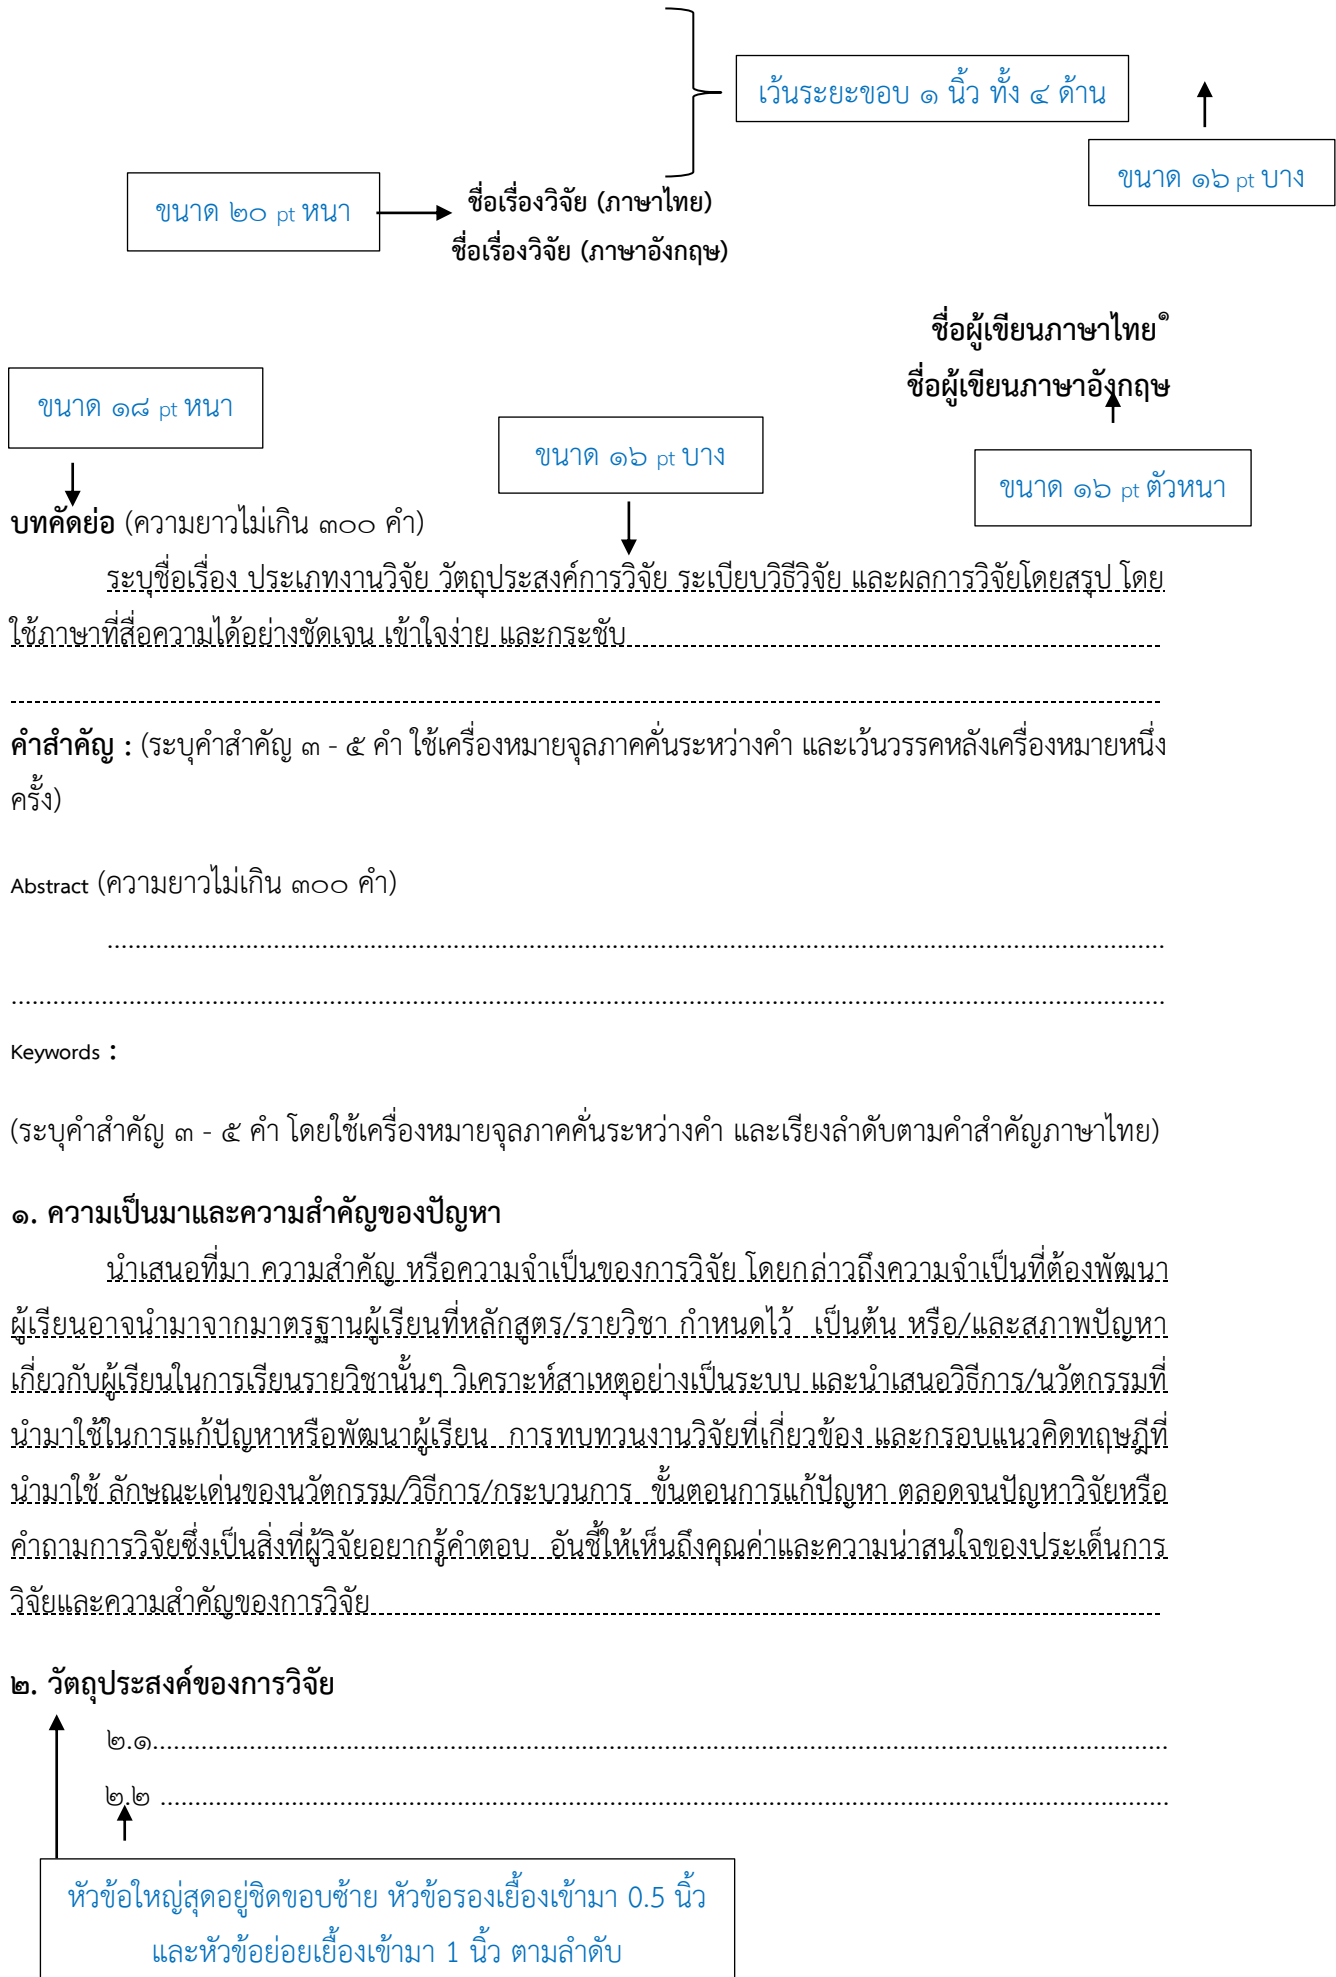 เว้นระยะขอบ ๑ นิ้ว ทั้ง ๔ ด้าน
ขนาด ๑๖ pt บาง
ขนาด ๒๐ pt หนา
ชื่อเรื่องวิจัย (ภาษาไทย)
ชื่อเรื่องวิจัย (ภาษาอังกฤษ)
ชื่อผู้เขียนภาษาไทย๑
ชื่อผู้เขียนภาษาอังกฤษ
ขนาด ๑๘ pt หนา
ขนาด ๑๖ pt บาง
ขนาด ๑๖ pt ตัวหนา
บทคัดย่อ (ความยาวไม่เกิน ๓๐๐ คำ)
ระบุชื่อเรื่อง ประเภทงานวิจัย วัตถุประสงค์การวิจัย ระเบียบวิธีวิจัย และผลการวิจัยโดยสรุป โดย
ใช้ภาษาที่สื่อความได้อย่างชัดเจน เข้าใจง่าย และกระชับ
คำสำคัญ : (ระบุคำสำคัญ ๓ - ๕ คำ ใช้เครื่องหมายจุลภาคคั่นระหว่างคำ และเว้นวรรคหลังเครื่องหมายหนึ่ง
ครั้ง)
Abstract (ความยาวไม่เกิน ๓๐๐ คำ)
................................................................................
................................................................................
Keywords :
(ระบุคำสำคัญ ๓ - ๕ คำ โดยใช้เครื่องหมายจุลภาคคั่นระหว่างคำ และเรียงลำดับตามคำสำคัญภาษาไทย)
๑. ความเป็นมาและความสำคัญของปัญหา
นำเสนอที่มา ความสำคัญ หรือความจำเป็นของการวิจัย โดยกล่าวถึงความจำเป็นที่ต้องพัฒนา
ผู้เรียนอาจนำมาจากมาตรฐานผู้เรียนที่หลักสูตร/รายวิชา กำหนดไว้ เป็นต้น หรือ/และสภาพปัญหา
เกี่ยวกับผู้เรียนในการเรียนรายวิชานั้นๆ วิเคราะห์สาเหตุอย่างเป็นระบบ และนำเสนอวิธีการ/นวัตกรรมที่
นำมาใช้ในการแก้ปัญหาหรือพัฒนาผู้เรียน การทบทวนงานวิจัยที่เกี่ยวข้อง และกรอบแนวคิดทฤษฎีที่
นำมาใช้ ลักษณะเด่นของนวัตกรรม/วิธีการ/กระบวนการ ขั้นตอนการแก้ปัญหา ตลอดจนปัญหาวิจัยหรือ
คำถามการวิจัยซึ่งเป็นสิ่งที่ผู้วิจัยอยากรู้คำตอบ อันชี้ให้เห็นถึงคุณค่าและความน่าสนใจของประเด็นการ
วิจัยและความสำคัญของการวิจัย
๒. วัตถุประสงค์ของการวิจัย
๒.๑................................................................................
๒.๒ ................................................................................
หัวข้อใหญ่สุดอยู่ชิดขอบซ้าย หัวข้อรองเยื้องเข้ามา 0.5 นิ้ว
และหัวข้อย่อยเยื้องเข้ามา 1 นิ้ว ตามลำดับ